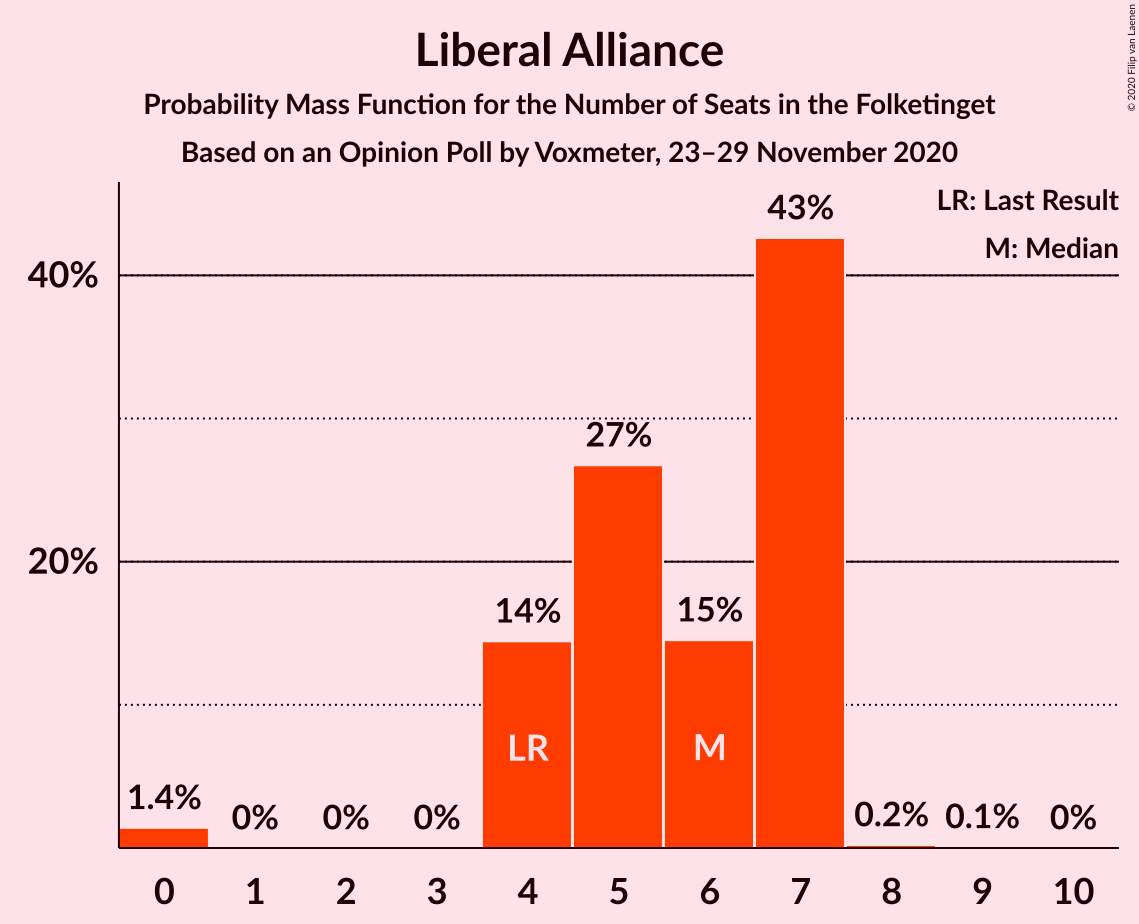 Liberal Alliance
Probability Mass Function for the Number of Seats in the Folketinget
Based on an Opinion Poll by Voxmeter, 23–29 November 2020
© 2020 Filip van Laenen
LR: Last Result
M: Median
40%
20%
1.4%
0%
0%
0%
14%
27%
15%
43%
0.2%
0.1%
0%
LR
M
0 1 2 3 4 5 6 7 8 9 10